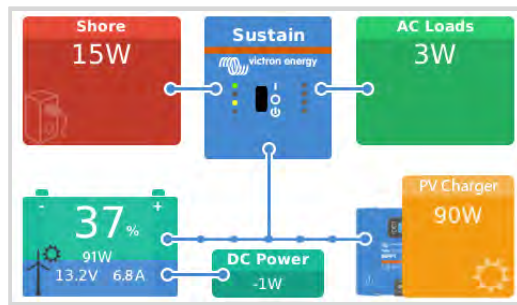 Shore
15W
Sustain
victron energy
AC Loads
3W
- +
37%
91W
13.2V 6.8A
DC Power
-1W
PV Charger
90W